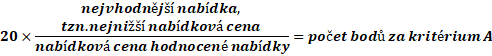 nejvhodnější nabídka,
tzn.nejnižší nabídková cena
20 × ――― = počet bodů za kritérium A
nabídková cena hodnocené nabídky